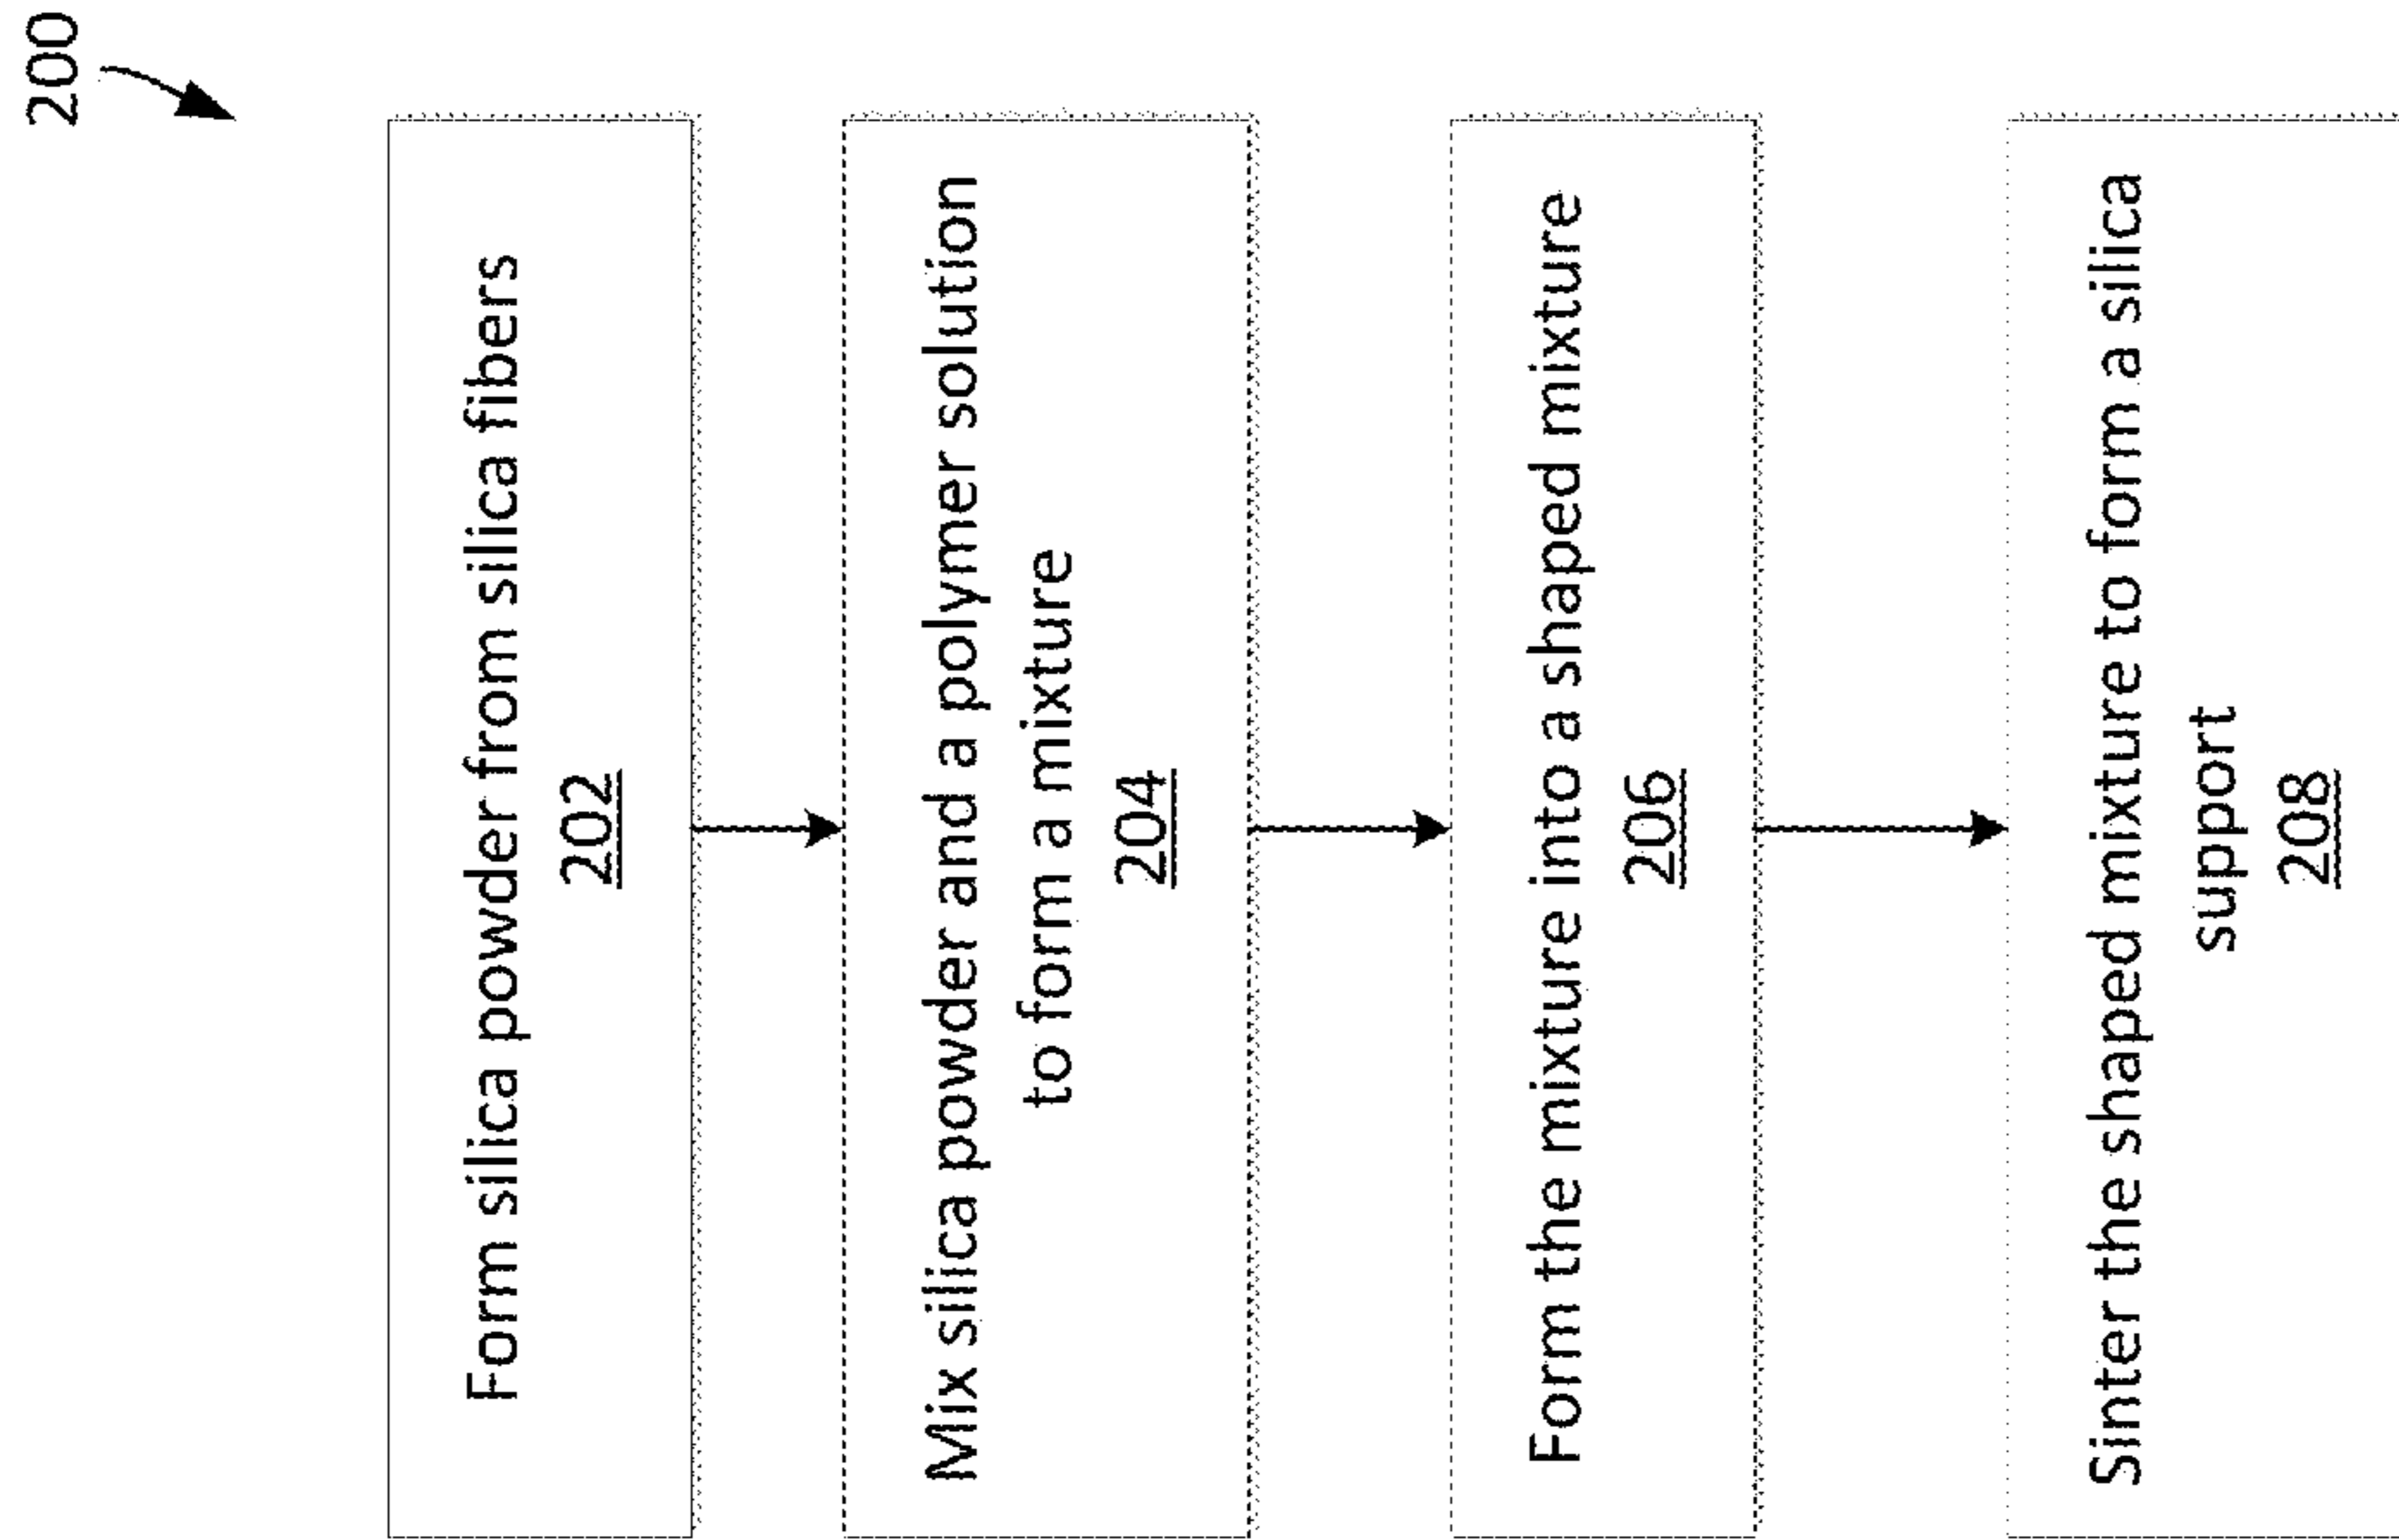 200
Form silica powder from silica fibers
202
Mix silica powder and a polymer solution
to form a mixture
204
Form the mixture into a shaped mixture
206
Sinter the shaped mixture to form a silica
support
208